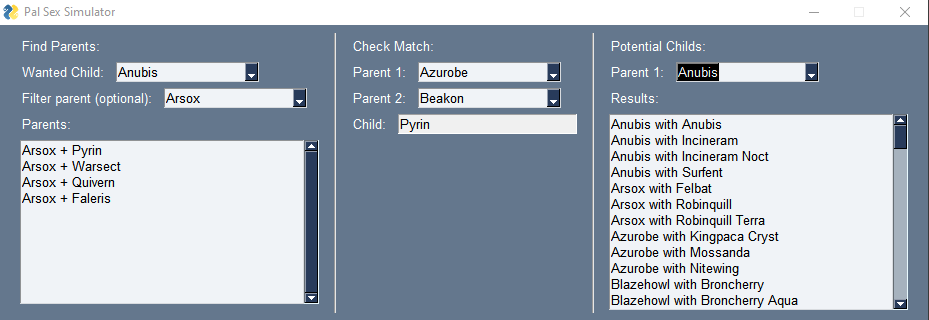 Pal Sex Simulator
Find Parents:
Wanted Child: Anubis
Filter parent (optional): Arsox
Parents:
Arsox + Pyrin
Arsox + Warsect
Arsox + Quivern
Arsox + Faleris
Check Match:
Parent 1: Azurobe
Parent 2: Beakon
Child: Pyrin
Potential Childs:
Parent 1: Anubis
Results:
Anubis with Anubis
Anubis with Incineram
Anubis with Incineram Noct
Anubis with Surfent
Arsox with Felbat
Arsox with Robinquill
Arsox with Robinquill Terra
Azurobe with Kingpaca Cryst
Azurobe with Mossanda
Azurobe with Nitewing
Blazehowl with Broncherry
Blazehowl with Broncherry Aqua